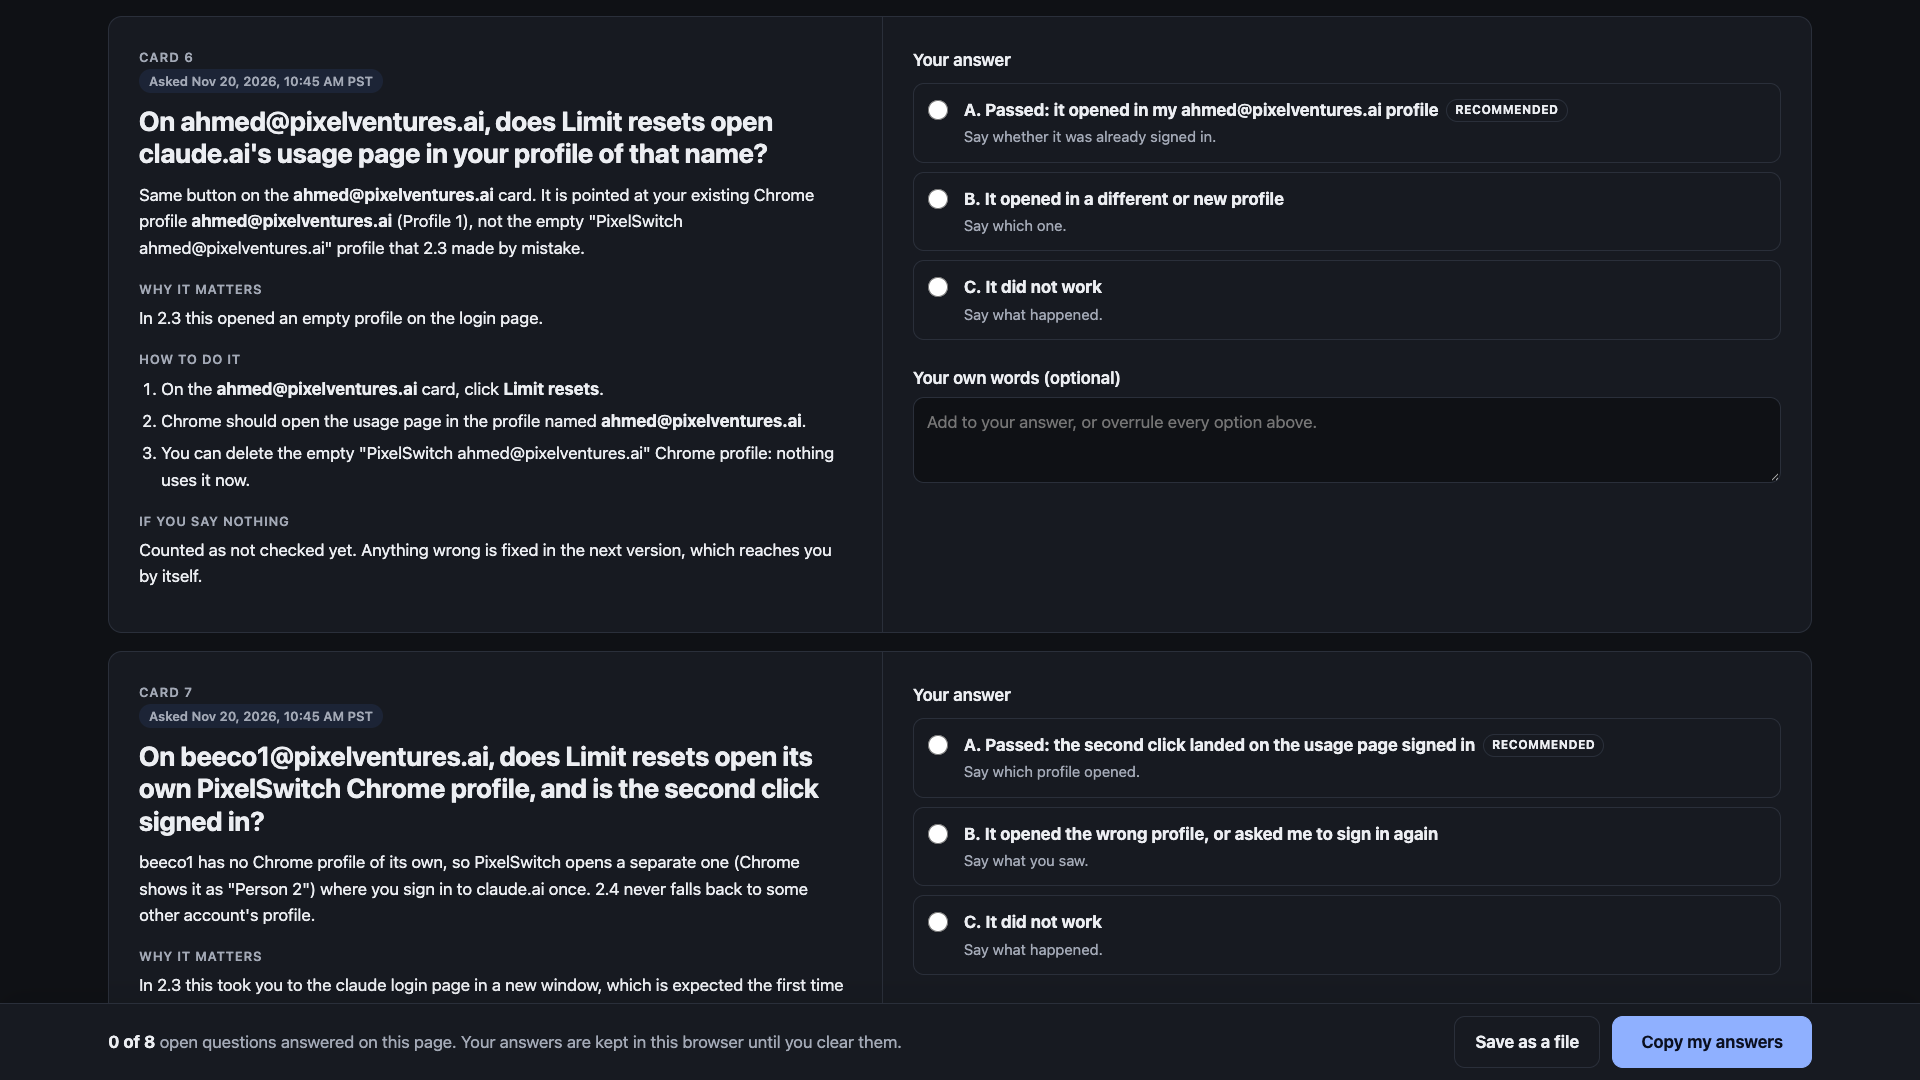 CARD 6
Asked Nov 20, 2026, 10:45 AM PST
On ahmed@pixelventures.ai, does Limit resets open
claude.ai's usage page in your profile of that name?
Same button on the ahmed@pixelventures.ai card. It is pointed at your existing Chrome
profile ahmed@pixelventures.ai (Profile 1), not the empty "PixelSwitch
ahmed@pixelventures.ai" profile that 2.3 made by mistake.
WHY IT MATTERS
In 2.3 this opened an empty profile on the login page.
HOW TO DO IT
1. On the ahmed@pixelventures.ai card, click Limit resets.
2. Chrome should open the usage page in the profile named ahmed@pixelventures.ai.
3. You can delete the empty "PixelSwitch ahmed@pixelventures.ai" Chrome profile: nothing
uses it now.
IF YOU SAY NOTHING
Counted as not checked yet. Anything wrong is fixed in the next version, which reaches you
by itself.
Your answer
A. Passed: it opened in my ahmed@pixelventures.ai profile RECOMMENDED
Say whether it was already signed in.
B. It opened in a different or new profile
Say which one.
C. It did not work
Say what happened.
Your own words (optional)
Add to your answer, or overrule every option above.
CARD 7
Asked Nov 20, 2026, 10:45 AM PST
On beeco1@pixelventures.ai, does Limit resets open its
own PixelSwitch Chrome profile, and is the second click
signed in?
beeco1 has no Chrome profile of its own, so PixelSwitch opens a separate one (Chrome
shows it as "Person 2") where you sign in to claude.ai once. 2.4 never falls back to some
other account's profile.
WHY IT MATTERS
In 2.3 this took you to the claude login page in a new window, which is expected the first time
Your answer
A. Passed: the second click landed on the usage page signed in RECOMMENDED
Say which profile opened.
B. It opened the wrong profile, or asked me to sign in again
Say what you saw.
C. It did not work
Say what happened.
0 of 8 open questions answered on this page. Your answers are kept in this browser until you clear them.
Save as a file
Copy my answers